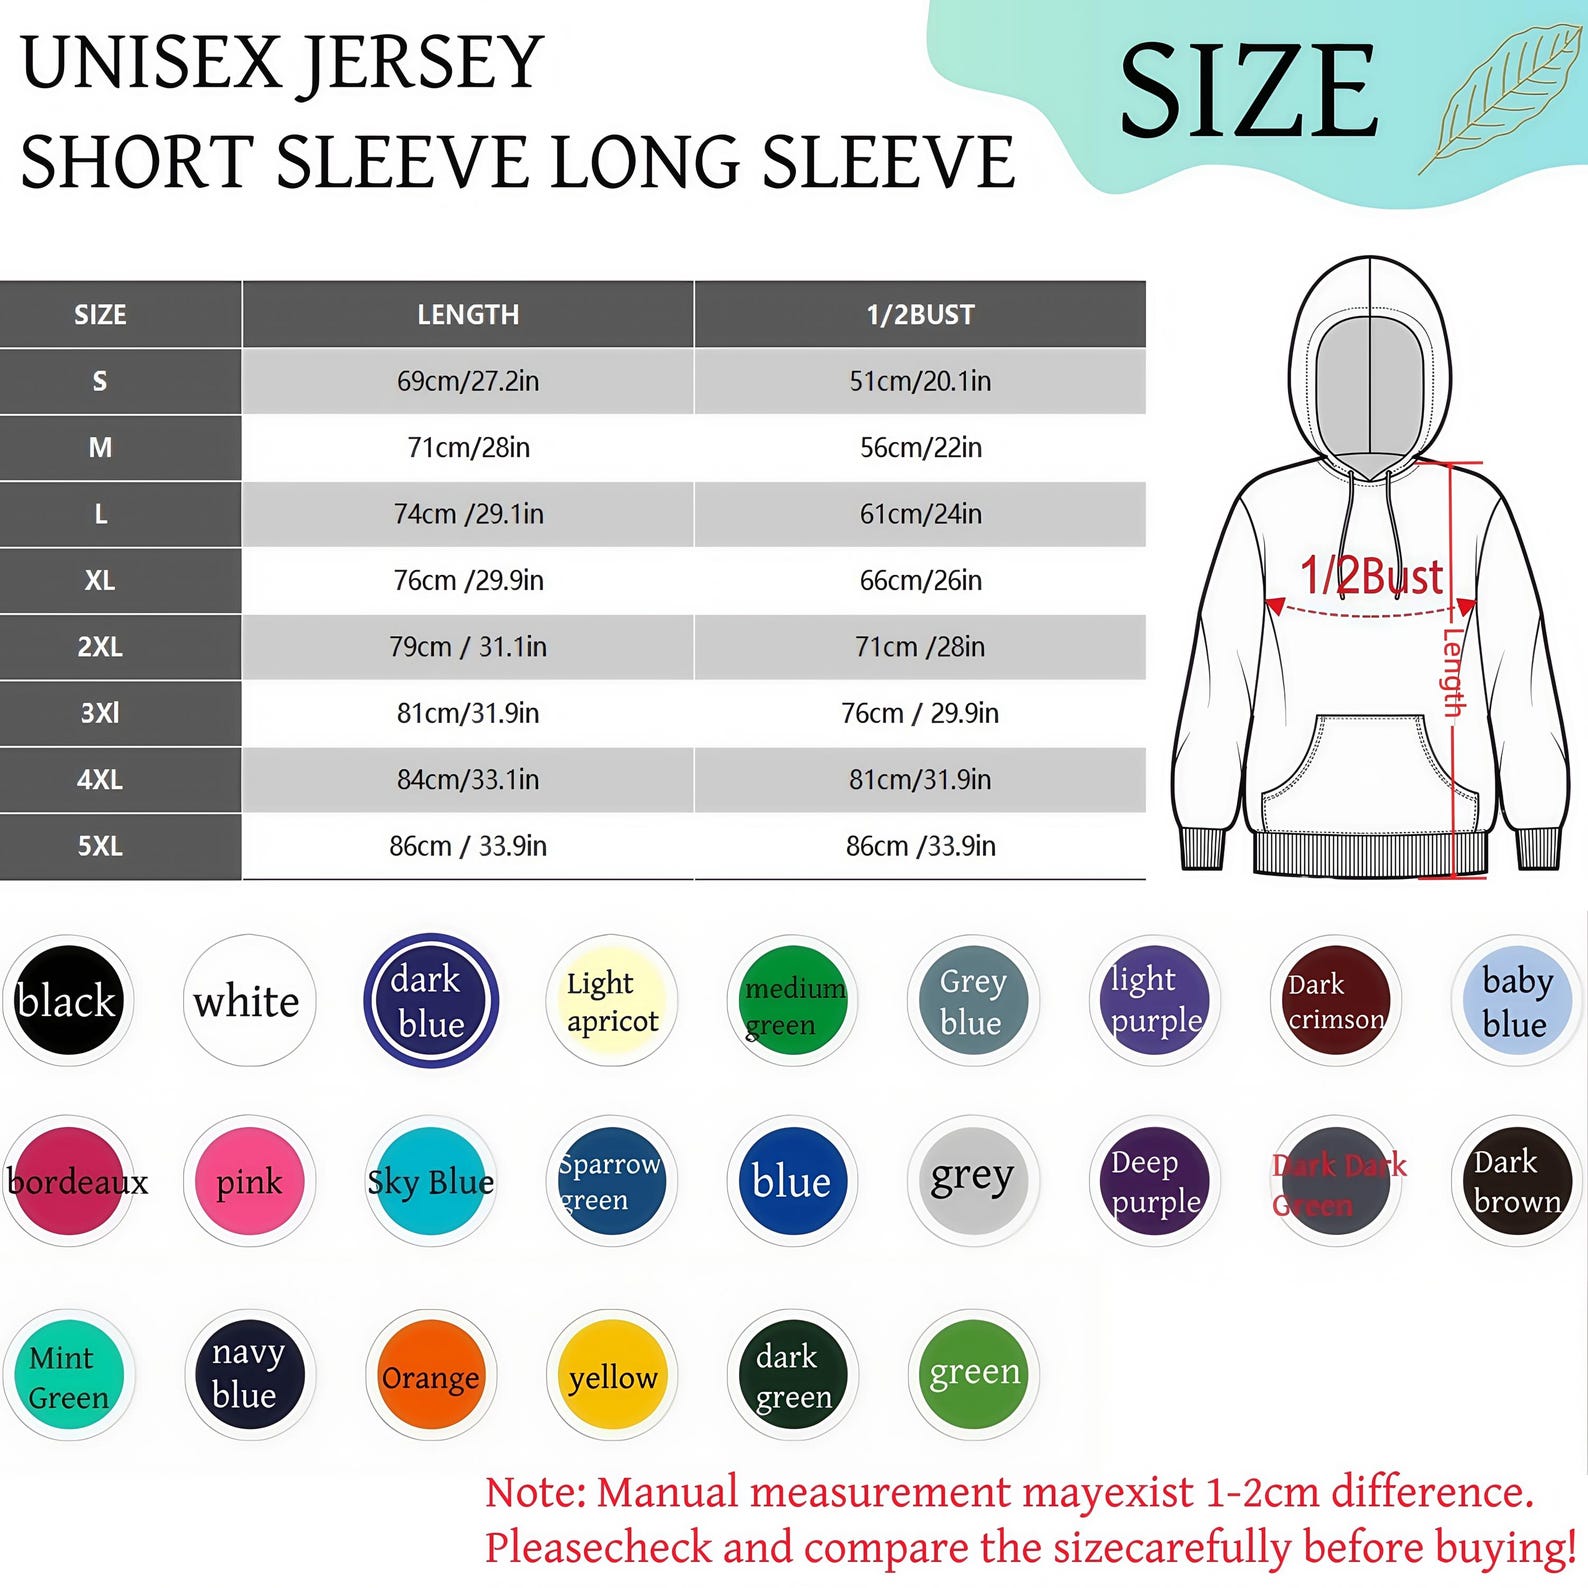 UNISEX JERSEY
SHORT SLEEVE LONG SLEEVE
SIZE
SIZE LENGTH 1/2BUST
S 69cm/27.2in 51cm/20.1in
M 71cm/28in 56cm/22in
L 74cm /29.1in 61cm/24in
XL 76cm /29.9in 66cm/26in
2XL 79cm / 31.1in 71cm /28in
3Xl 81cm/31.9in 76cm / 29.9in
4XL 84cm/33.1in 81cm/31.9in
5XL 86cm / 33.9in 86cm /33.9in
1/2Bust
Length
black
white
dark
blue
Light
apricot
medium
green
Grey
blue
light
purple
Dark
crimson
baby
blue
bordeaux
pink
Sky Blue
Sparrow
green
blue
grey
Deep
purple
Dark Dark
Green
Dark
brown
Mint
Green
navy
blue
Orange
yellow
dark
green
green
Note: Manual measurement mayexist 1-2cm difference.
Pleasecheck and compare the sizecarefully before buying!